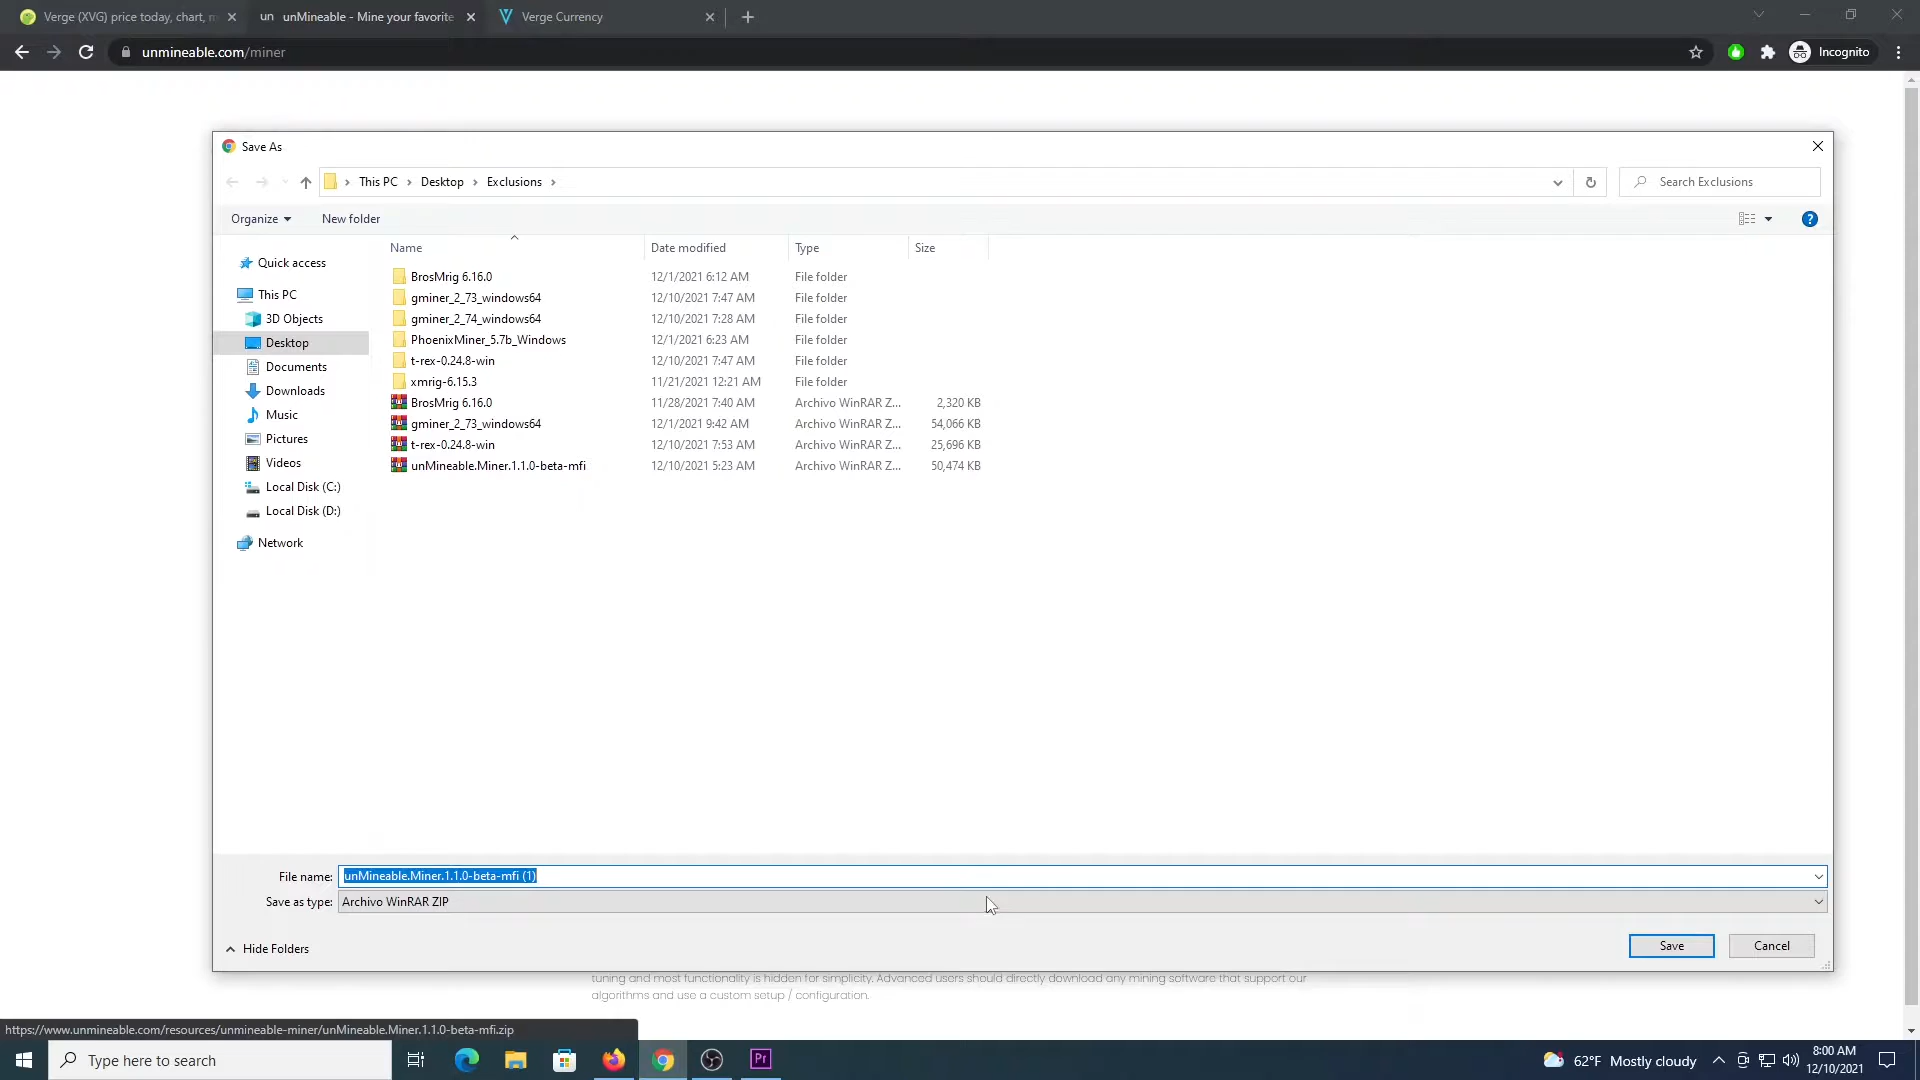 Verge (XVG) price today, chart, m
un unMineable - Mine your favorite
Verge Currency
unmineable.com/miner
Incognito
Save As
This PC > Desktop > Exclusions >
Search Exclusions
Organize
New folder
Name Date modified Type Size
Quick access
This PC
3D Objects
Desktop
Documents
Downloads
Music
Pictures
Videos
Local Disk (C:)
Local Disk (D:)
Network
BrosMrig 6.16.0 12/1/2021 6:12 AM File folder
gminer_2_73_windows64 12/10/2021 7:47 AM File folder
gminer_2_74_windows64 12/10/2021 7:28 AM File folder
PhoenixMiner_5.7b_Windows 12/1/2021 6:23 AM File folder
t-rex-0.24.8-win 12/10/2021 7:47 AM File folder
xmrig-6.15.3 11/21/2021 12:21 AM File folder
BrosMrig 6.16.0 11/28/2021 7:40 AM Archivo WinRAR Z... 2,320 KB
gminer_2_73_windows64 12/1/2021 9:42 AM Archivo WinRAR Z... 54,066 KB
t-rex-0.24.8-win 12/10/2021 7:53 AM Archivo WinRAR Z... 25,696 KB
unMineable.Miner.1.1.0-beta-mfi 12/10/2021 5:23 AM Archivo WinRAR Z... 50,474 KB
File name: unMineable.Miner.1.1.0-beta-mfi (1)
Save as type: Archivo WinRAR ZIP
Hide Folders
Save
Cancel
tuning and most functionality is hidden for simplicity. Advanced users should directly download any mining software that support our
algorithms and use a custom setup / configuration.
https://www.unmineable.com/resources/unmineable-miner/unMineable.Miner.1.1.0-beta-mfi.zip
Type here to search
Pr
62°F Mostly cloudy
8:00 AM
12/10/2021